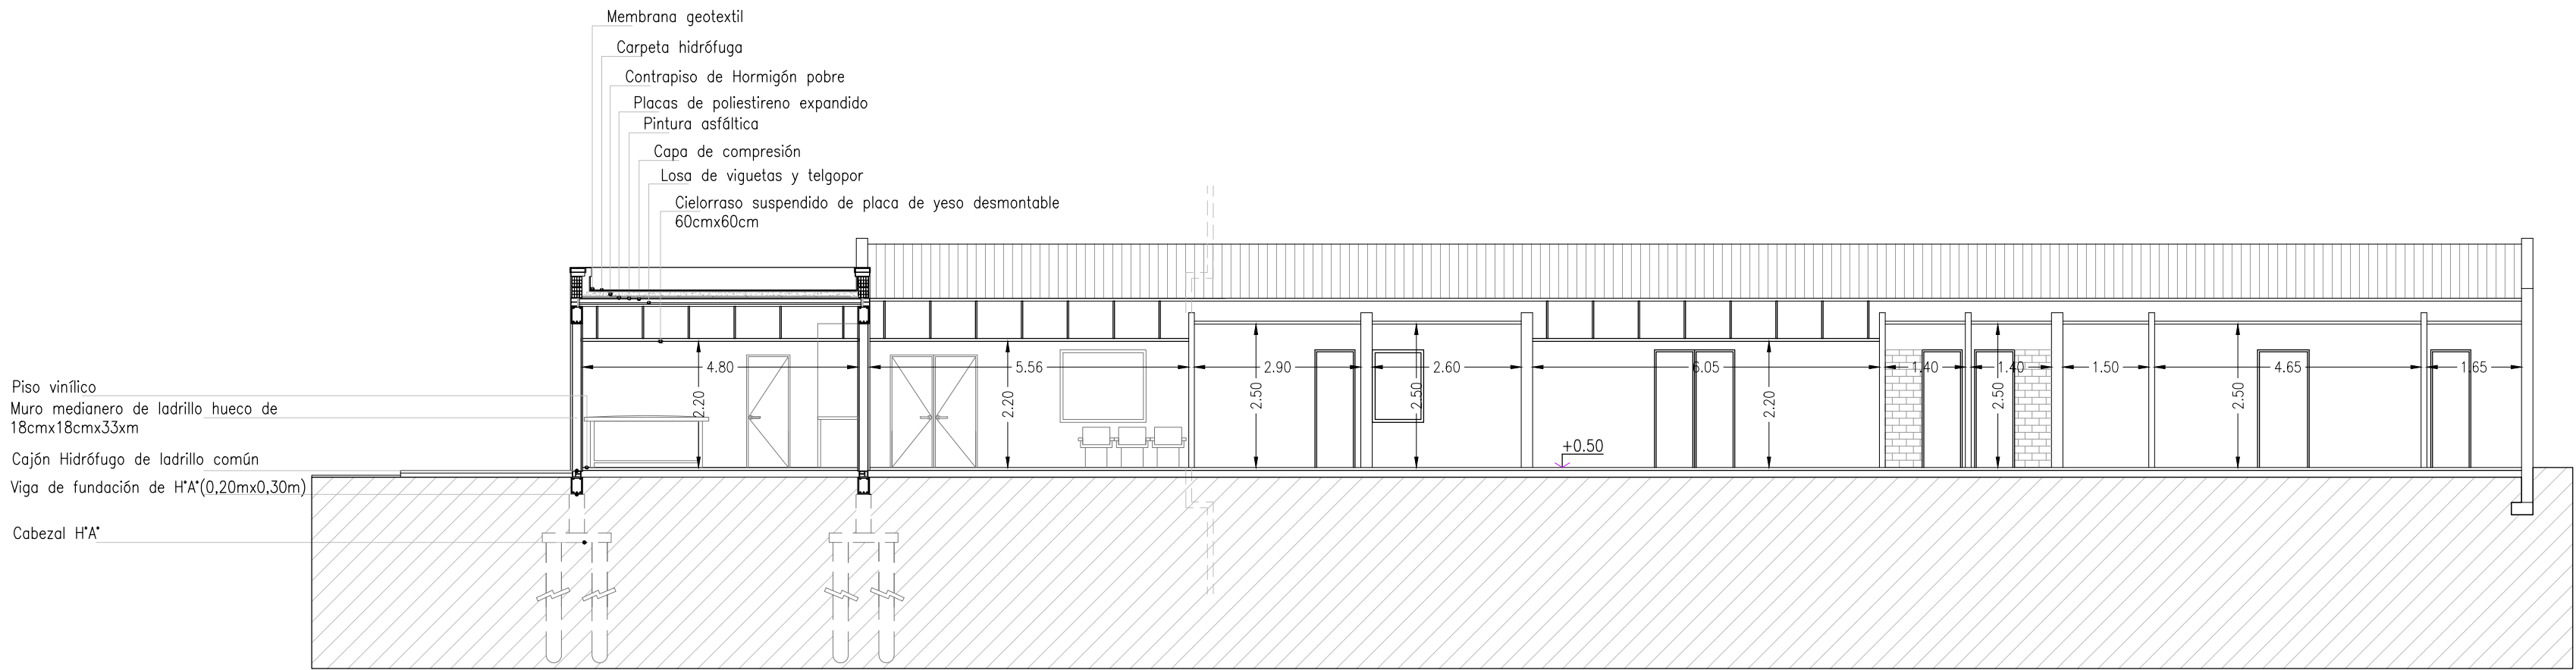 Membrana geotextil
Carpeta hidrófuga
Contrapiso de Hormigón pobre
Placas de poliestireno expandido
Pintura asfáltica
Capa de compresión
Losa de viguetas y telgopor
Cielorraso suspendido de placa de yeso desmontable
60cmx60cm
4.80
5.56
2.90
2.60
6.05
1.40
1.40
1.50
4.65
1.65
2.20
2.20
2.50
2.50
2.20
2.50
2.50
+0.50
Piso vinílico
Muro medianero de ladrillo hueco de
18cmx18cmx33xm
Cajón Hidrófugo de ladrillo común
Viga de fundación de H°A°(0,20mx0,30m)
Cabezal H°A°